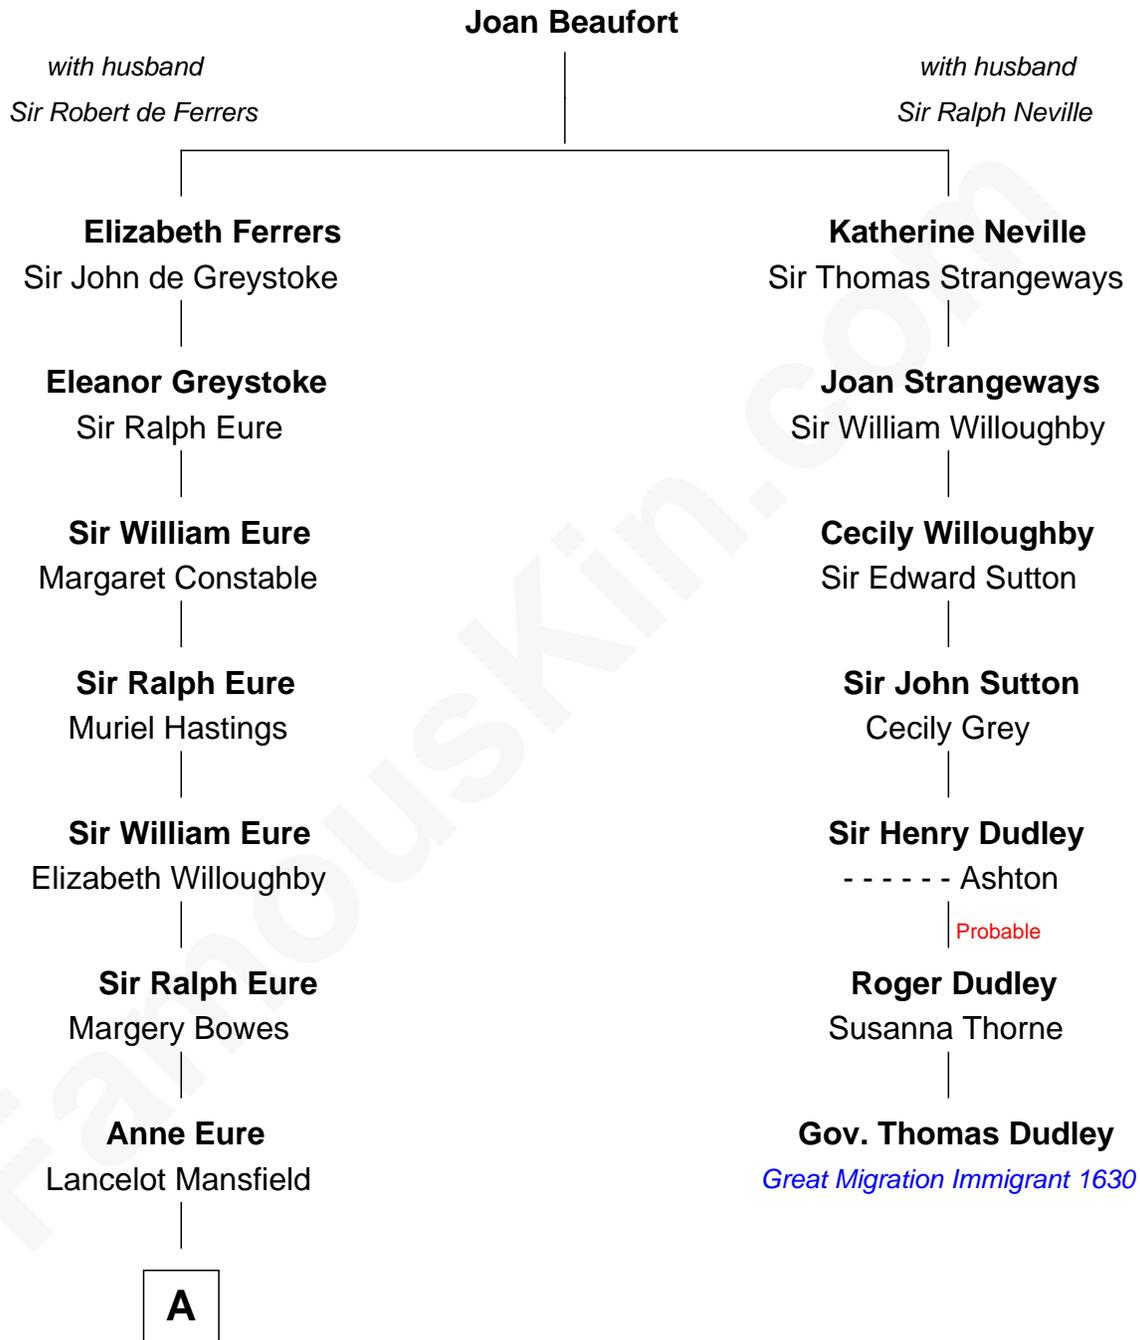 Joan Beaufort
with husband
Sir Robert de Ferrers
with husband
Sir Ralph Neville
Elizabeth Ferrers
Sir John de Greystoke
Katherine Neville
Sir Thomas Strangeways
Eleanor Greystoke
Sir Ralph Eure
Joan Strangeways
Sir William Willoughby
Sir William Eure
Margaret Constable
Cecily Willoughby
Sir Edward Sutton
Sir Ralph Eure
Muriel Hastings
Sir John Sutton
Cecily Grey
Sir William Eure
Elizabeth Willoughby
Sir Henry Dudley
- - - - - - Ashton
Probable
Sir Ralph Eure
Margery Bowes
Roger Dudley
Susanna Thorne
Anne Eure
Lancelot Mansfield
Gov. Thomas Dudley
Great Migration Immigrant 1630
A
FamousKin.com